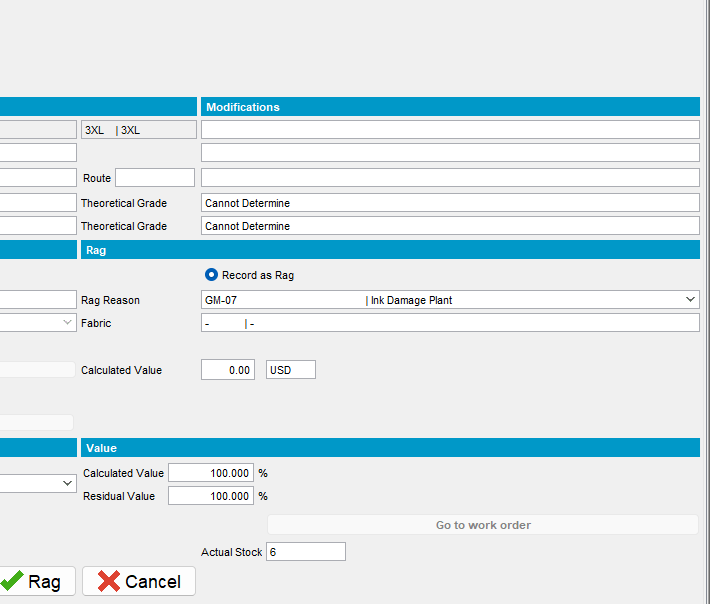 Modifications
3XL | 3XL
Route
Theoretical Grade Cannot Determine
Theoretical Grade Cannot Determine
Rag
Record as Rag
Rag Reason GM-07 | Ink Damage Plant
Fabric - | -
Calculated Value 0.00 USD
Value
Calculated Value 100.000 %
Residual Value 100.000 %
Go to work order
Actual Stock 6
Rag Cancel